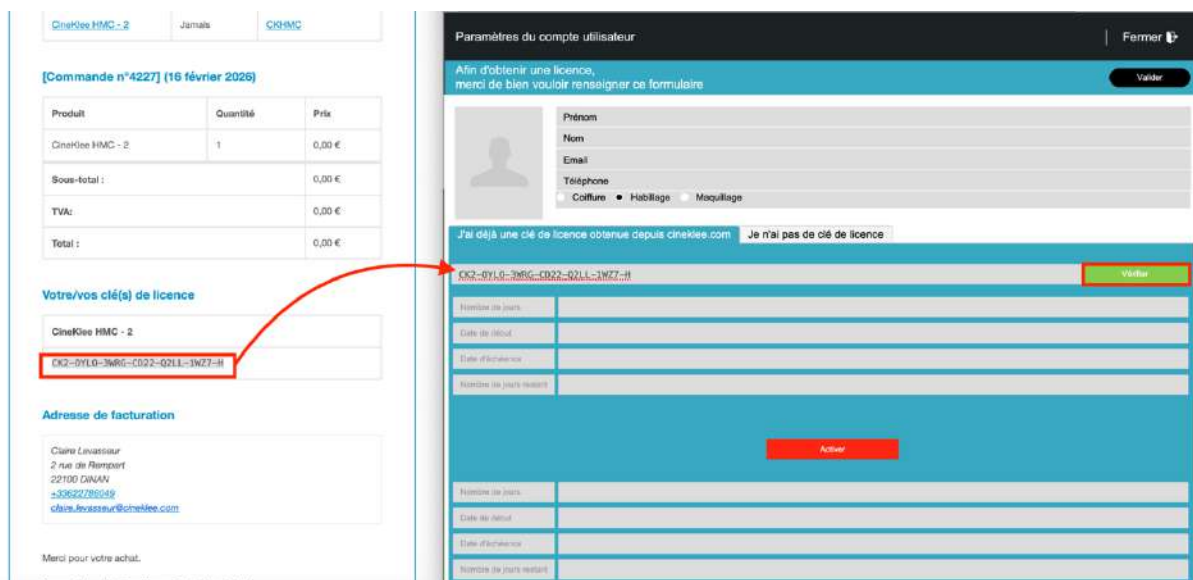 CineKlee HMC - 2 Jamais CKHMC
[Commande n°4227] (16 février 2026)
Produit Quantité Prix
CineKlee HMC - 2 1 0,00 €
Sous-total : 0,00 €
TVA: 0,00 €
Total : 0,00 €
Votre/vos clé(s) de licence
CineKlee HMC - 2
CK2-0YL0-3WRG-CD22-Q2LL-1WZ7-H
Adresse de facturation
Claire Levasseur
2 rue de Rempart
22100 DINAN
+33622789049
claire.levasseur@cineklee.com
Merci pour votre achat.
Paramètres du compte utilisateur
Fermer
Afin d'obtenir une licence,
merci de bien vouloir renseigner ce formulaire
Valider
Prénom
Nom
Email
Téléphone
Coiffure Habillage Maquillage
J'ai déjà une clé de licence obtenue depuis cineklee.com Je n'ai pas de clé de licence
CK2-0YL0-3WRG-CD22-Q2LL-1WZ7-H Vérifier
Nombre de jours
Date de début
Date d'échéance
Nombre de jours restant
Activer
Nombre de jours
Date de début
Date d'échéance
Nombre de jours restant